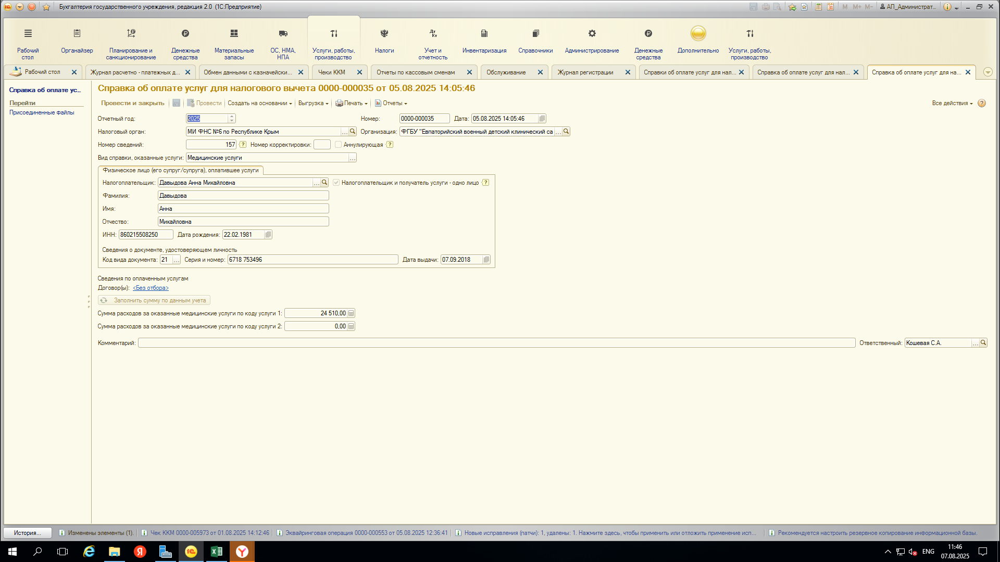 Бухгалтерия государственного учреждения, редакция 2.0 (1С:Предприятие)
M M+ M- АП_Администрат...
Рабочий стол
Органайзер
Планирование и санкционирование
Денежные средства
Материальные запасы
ОС, НМА, НПА
Услуги, работы, производство
Налоги
Учет и отчетность
Инвентаризация
Справочники
Администрирование
Денежные средства
Дополнительно
Услуги, работы, производство
Рабочий стол
Журнал расчетно - платежных д...
Обмен данными с казначейски...
Чеки ККМ
Отчеты по кассовым сменам
Обслуживание
Журнал регистрации
Справки об оплате услуг для нал...
Справка об оплате услуг для нал...
Справка об оплате услуг для на...
Справка об оплате ус...
Перейти
Присоединенные файлы
Справка об оплате услуг для налогового вычета 0000-000035 от 05.08.2025 14:05:46
Провести и закрыть Провести Создать на основании Выгрузка Печать Отчеты Все действия
Отчетный год: 2025 Номер: 0000-000035 Дата: 05.08.2025 14:05:46
Налоговый орган: МИ ФНС №6 по Республике Крым ... Организация: ФГБУ "Евпаторийский военный детский клинический са ...
Номер сведений: 157 ? Номер корректировки: Аннулирующая ?
Вид справки, оказанные услуги: Медицинские услуги ...
Физическое лицо (его супруг/супруга), оплатившее услуги
Налогоплательщик: Давыдова Анна Михайловна ... Налогоплательщик и получатель услуги - одно лицо ?
Фамилия: Давыдова
Имя: Анна
Отчество: Михайловна
ИНН: 860215508250 Дата рождения: 22.02.1981
Сведения о документе, удостоверяющем личность
Код вида документа: 21 ... Серия и номер: 6718 753496 Дата выдачи: 07.09.2018
Сведения по оплаченным услугам
Договор(ы): <Без отбора>
Заполнить сумму по данным учета
Сумма расходов за оказанные медицинские услуги по коду услуги 1: 24 510,00
Сумма расходов за оказанные медицинские услуги по коду услуги 2: 0,00
Комментарий: Ответственный: Кошевая С.А. ...
История... Изменены элементы (1). Чек ККМ 0000-005973 от 01.08.2025 14:12:46 Эквайринговая операция 0000-000553 от 05.08.2025 12:36:41 Новые исправления (патчи): 1, удалены: 1. Нажмите здесь, чтобы применить или отложить применение исп... Рекомендуется настроить резервное копирование информационной базы.
ENG
11:46
07.08.2025